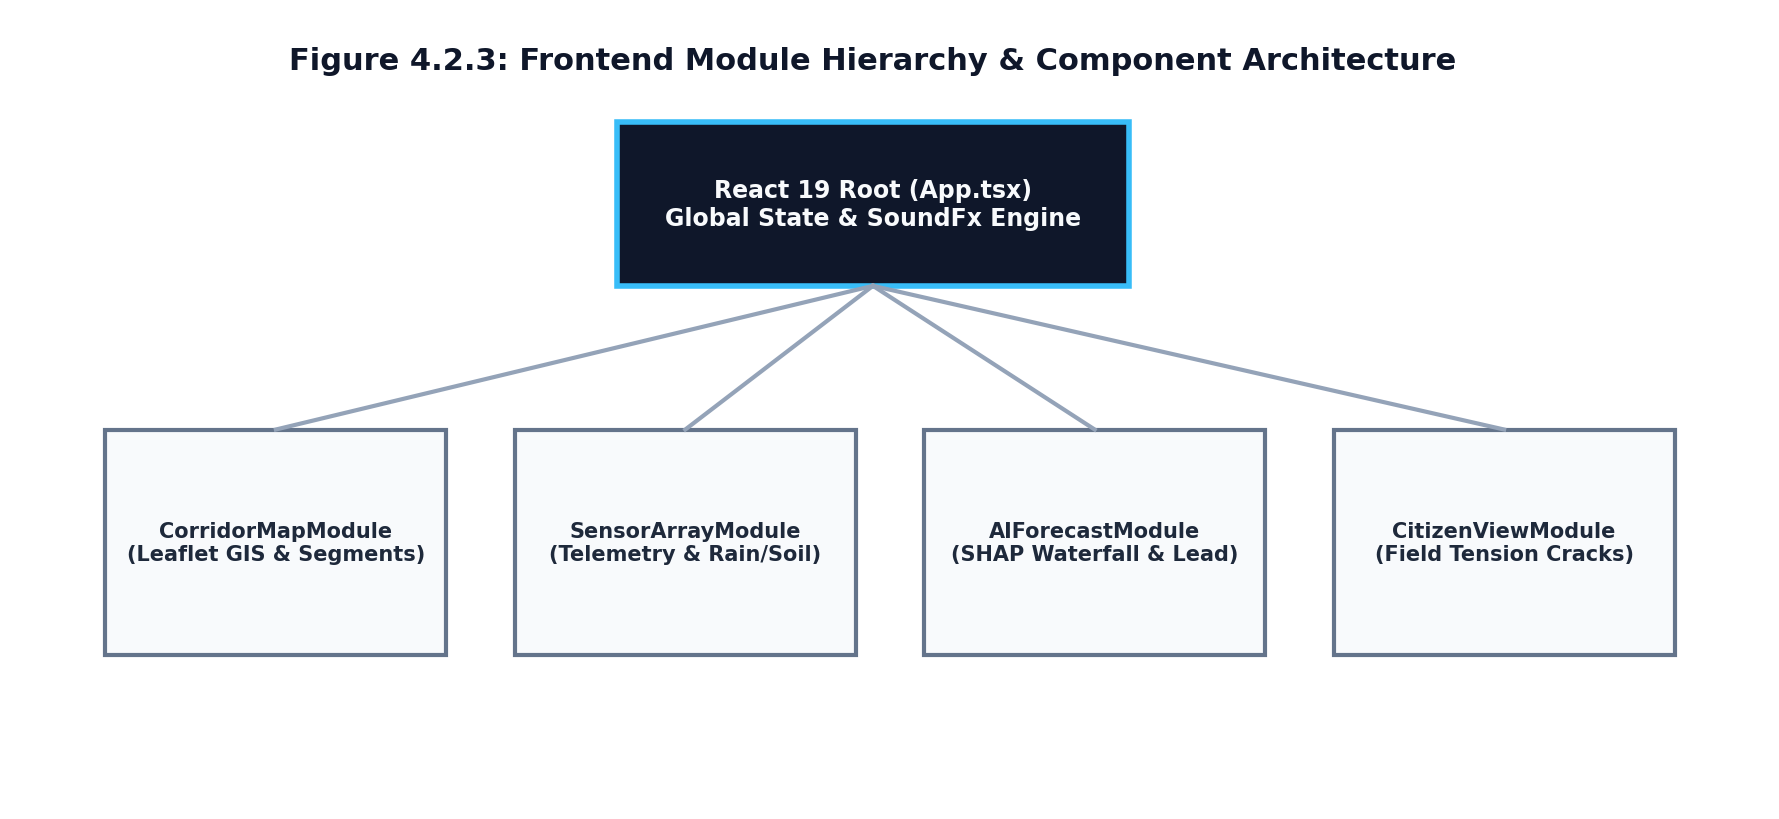 Figure 4.2.3: Frontend Module Hierarchy & Component Architecture
React 19 Root (App.tsx)
Global State & SoundFx Engine
CorridorMapModule
(Leaflet GIS & Segments)
SensorArrayModule
(Telemetry & Rain/Soil)
AIForecastModule
(SHAP Waterfall & Lead)
CitizenViewModule
(Field Tension Cracks)